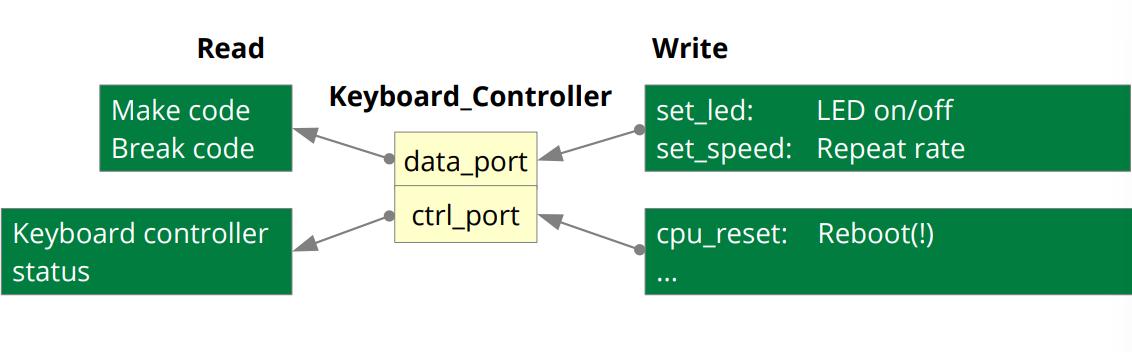 Read
Write
Keyboard_Controller
Make code
Break code
data_port
set_led: LED on/off
set_speed: Repeat rate
Keyboard controller
status
ctrl_port
cpu_reset: Reboot(!)
...